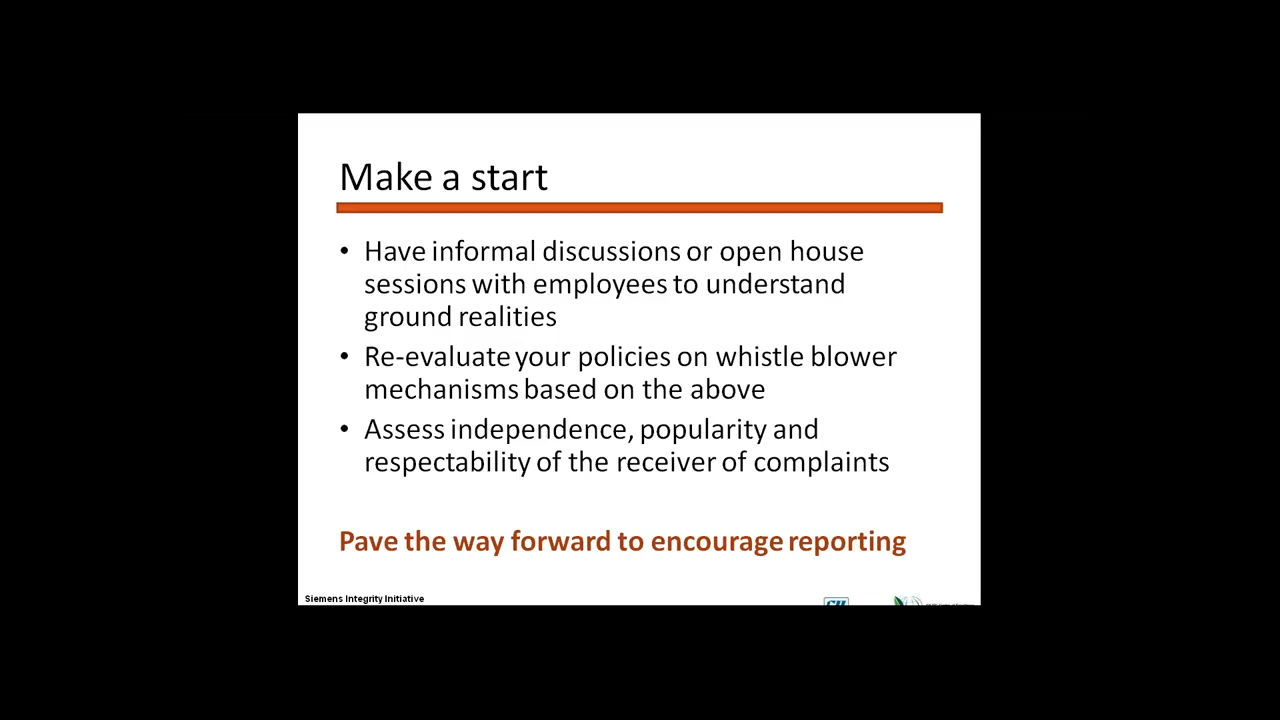 Make a start
• Have informal discussions or open house
sessions with employees to understand
ground realities
• Re-evaluate your policies on whistle blower
mechanisms based on the above
• Assess independence, popularity and
respectability of the receiver of complaints
Pave the way forward to encourage reporting
Siemens Integrity Initiative